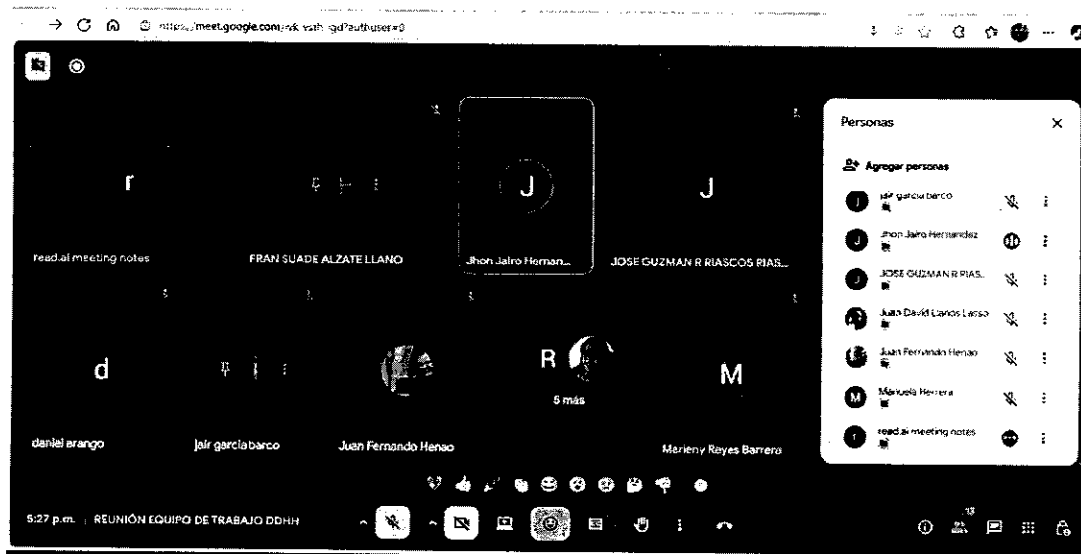 meet.google.com
Personas
Agregar personas
r
J
J
read.ai meeting notes
FRAN SUADE ALZATE LLANO
Jhon Jairo Hernan...
JOSE GUZMAN R RIASCOS RIAS...
d
R
5 más
M
daniel arango
jair garcia barco
Juan Fernando Henao
Marleny Reyes Barrera
J
jair garcia barco
J
Jhon Jairo Hernandez
J
JOSE GUZMAN R RIAS...
Juan David Llanos Lasso
Juan Fernando Henao
M
Manuela Herrera
r
read.ai meeting notes
5:27 p.m. | REUNIÓN EQUIPO DE TRABAJO DDHH
13